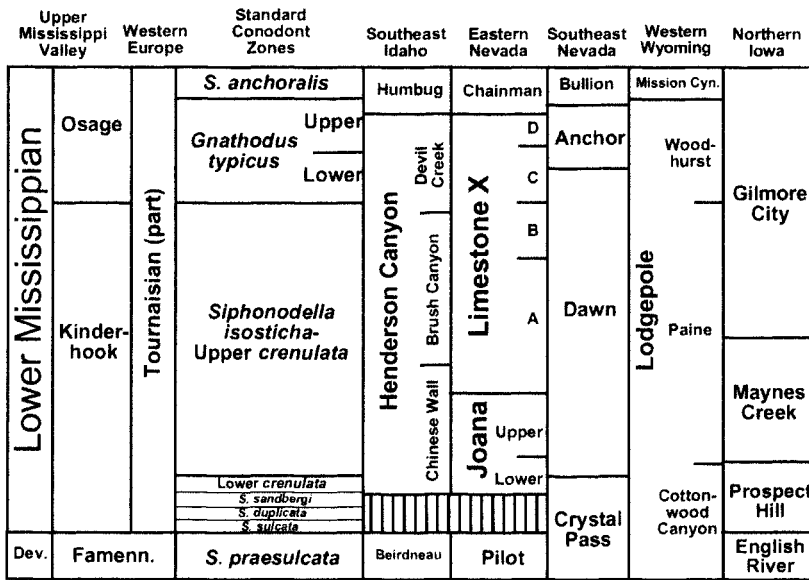 Upper
Mississippi
Valley
Western
Europe
Standard
Conodont
Zones
Southeast
Idaho
Eastern
Nevada
Southeast
Nevada
Western
Wyoming
Northern
Iowa
Lower Mississippian
Osage
Kinder-
hook
Tournaisian (part)
S. anchoralis
Gnathodus
typicus
Upper
Lower
Siphonodella
isosticha-
Upper crenulata
Lower crenulata
S. sandbergi
S. duplicata
S. sulcata
Humbug
Henderson Canyon
Devil
Creek
Brush Canyon
Chinese Wall
Chainman
Limestone X
D
C
B
A
Joana
Upper
Lower
Bullion
Anchor
Dawn
Crystal
Pass
Mission Cyn.
Lodgepole
Wood-
hurst
Paine
Cotton-
wood
Canyon
Gilmore
City
Maynes
Creek
Prospect
Hill
Dev.
Famenn.
S. praesulcata
Beirdneau
Pilot
English
River